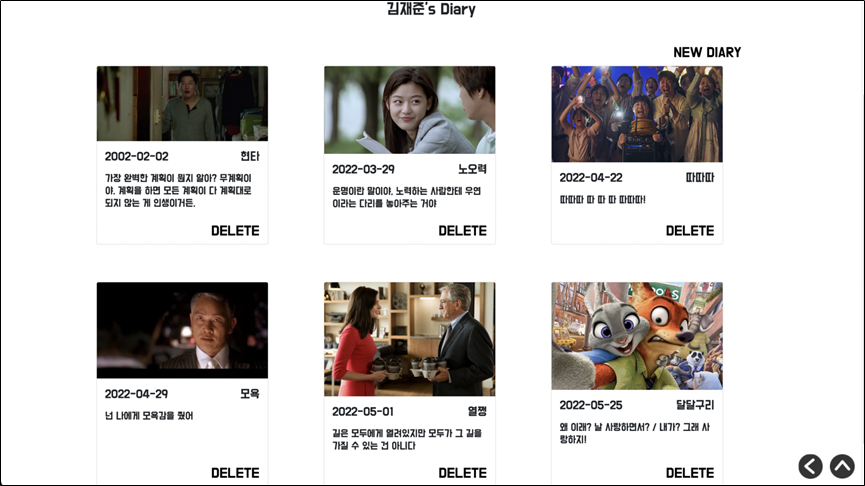 김재준's Diary
NEW DIARY
2002-02-02 현타
가장 완벽한 계획이 뭔지 알아? 무계획이
야. 계획을 하면 모든 계획이 다 계획대로
되지 않는 게 인생이거든.
DELETE
2022-03-29 노오력
운명이란 말이야. 노력하는 사람한테 우연
이라는 다리를 놓아주는 거야
DELETE
2022-04-22 따따따
따따따 따 따 따 따따따!
DELETE
2022-04-29 모욕
넌 나에게 모욕감을 줬어
DELETE
2022-05-01 열쩡
길은 모두에게 열려있지만 모두가 그 길을
가질 수 있는 건 아니다
DELETE
2022-05-25 달달구리
왜 이래? 날 사랑하면서? / 내가? 그래 사
랑하지!
DELETE